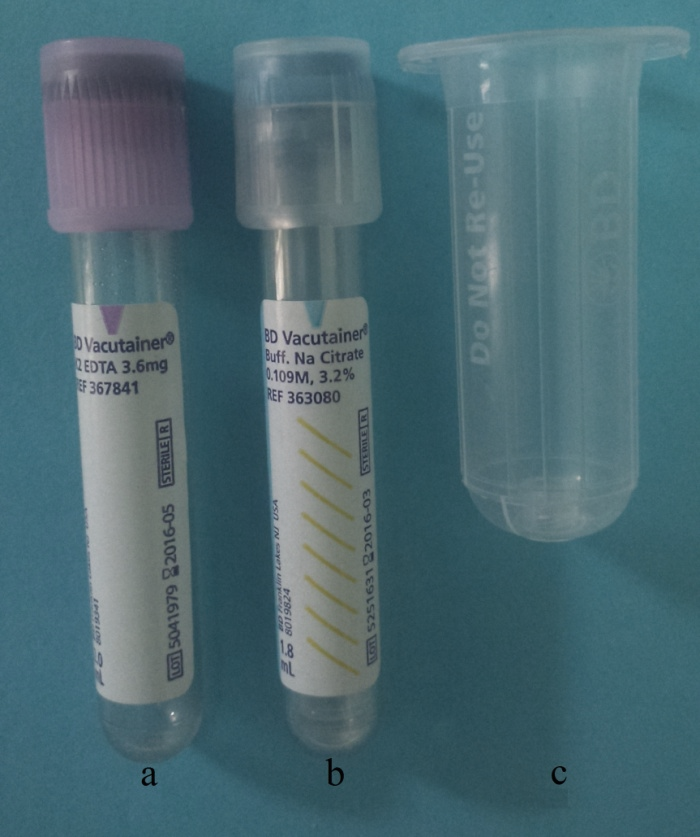 BD Vacutainer®
K2 EDTA 3.6mg
REF 367841
STERILE R
LOT 5041979 2016-05
mL
BD Vacutainer®
Buff. Na Citrate
0.109M, 3.2%
REF 363080
STERILE R
LOT 5251631 2016-03
BD Franklin Lakes NJ USA
8019824
1.8
mL
Do Not Re-Use
BD
a
b
c